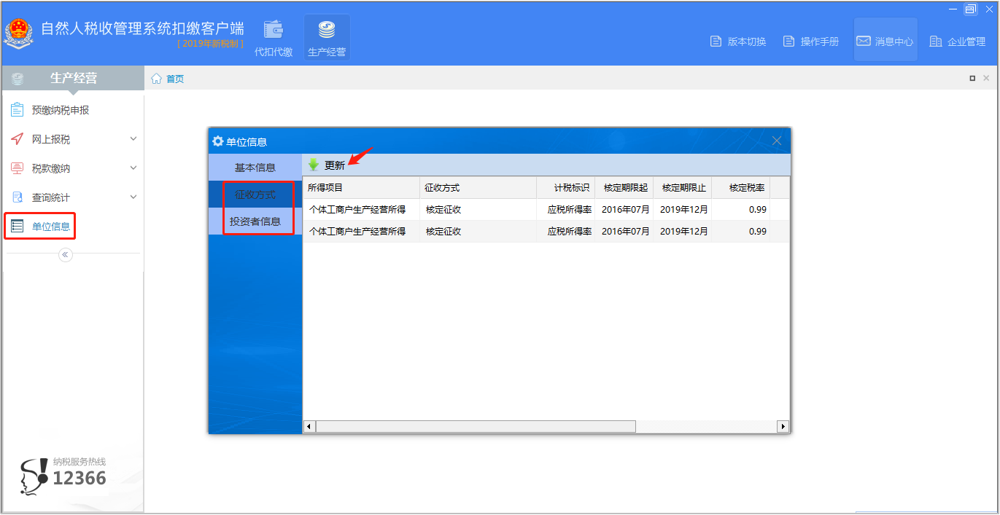 自然人税收管理系统扣缴客户端
[ 2019年新税制 ]
代扣代缴
生产经营
版本切换
操作手册
消息中心
企业管理
生产经营
首页
预缴纳税申报
网上报税
税款缴纳
查询统计
单位信息
单位信息
基本信息
征收方式
投资者信息
更新
所得项目 征收方式 计税标识 核定期限起 核定期限止 核定税率
个体工商户生产经营所得 核定征收 应税所得率 2016年07月 2019年12月 0.99
个体工商户生产经营所得 核定征收 应税所得率 2016年07月 2019年12月 0.99
纳税服务热线
12366